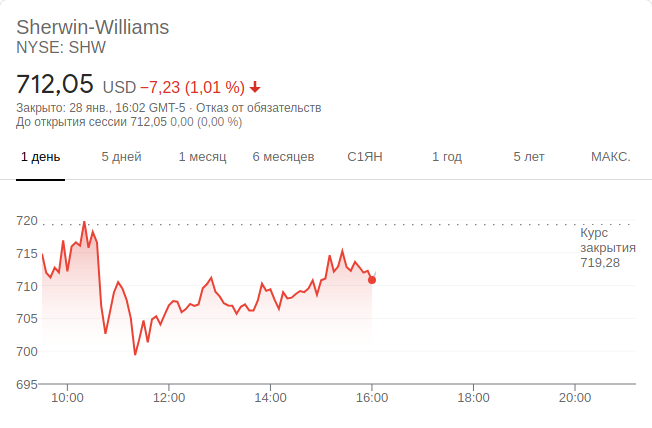 Sherwin-Williams
NYSE: SHW
712,05 USD −7,23 (1,01 %)
Закрыто: 28 янв., 16:02 GMT-5 · Отказ от обязательств
До открытия сессии 712,05 0,00 (0,00 %)
1 день 5 дней 1 месяц 6 месяцев С1ЯН 1 год 5 лет МАКС.
720
Курс
закрытия
719,28
715
710
705
700
695
10:00 12:00 14:00 16:00 18:00 20:00